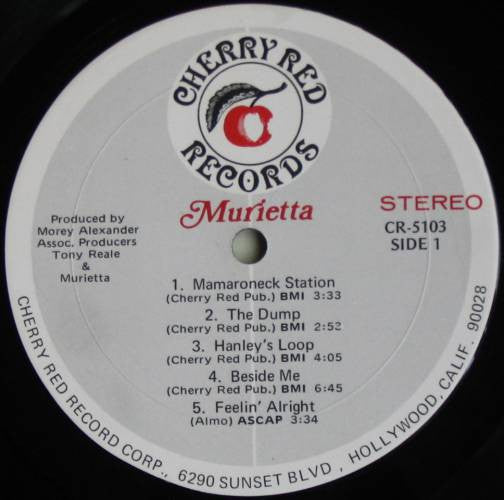 CHERRY RED
RECORDS
Murietta
STEREO
CR-5103
SIDE 1
Produced by
Morey Alexander
Assoc. Producers
Tony Reale
&
Murietta
1. Mamaroneck Station
(Cherry Red Pub.) BMI 3:33
2. The Dump
(Cherry Red Pub.) BMI 2:52
3. Hanley's Loop
(Cherry Red Pub.) BMI 4:05
4. Beside Me
(Cherry Red Pub.) BMI 6:45
5. Feelin' Alright
(Almo) ASCAP 3:34
CHERRY RED RECORD CORP., 6290 SUNSET BLVD, HOLLYWOOD, CALIF. 90028